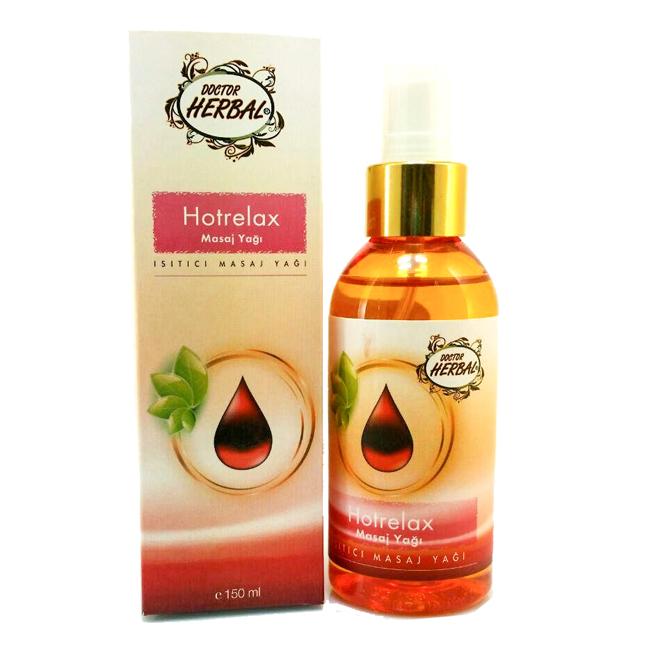 DOCTOR
HERBAL®
Hotrelax
Masaj Yağı
ISITICI MASAJ YAĞI
e 150 ml
DOCTOR
HERBAL
Hotrelax
Masaj Yağı
ISITICI MASAJ YAĞI